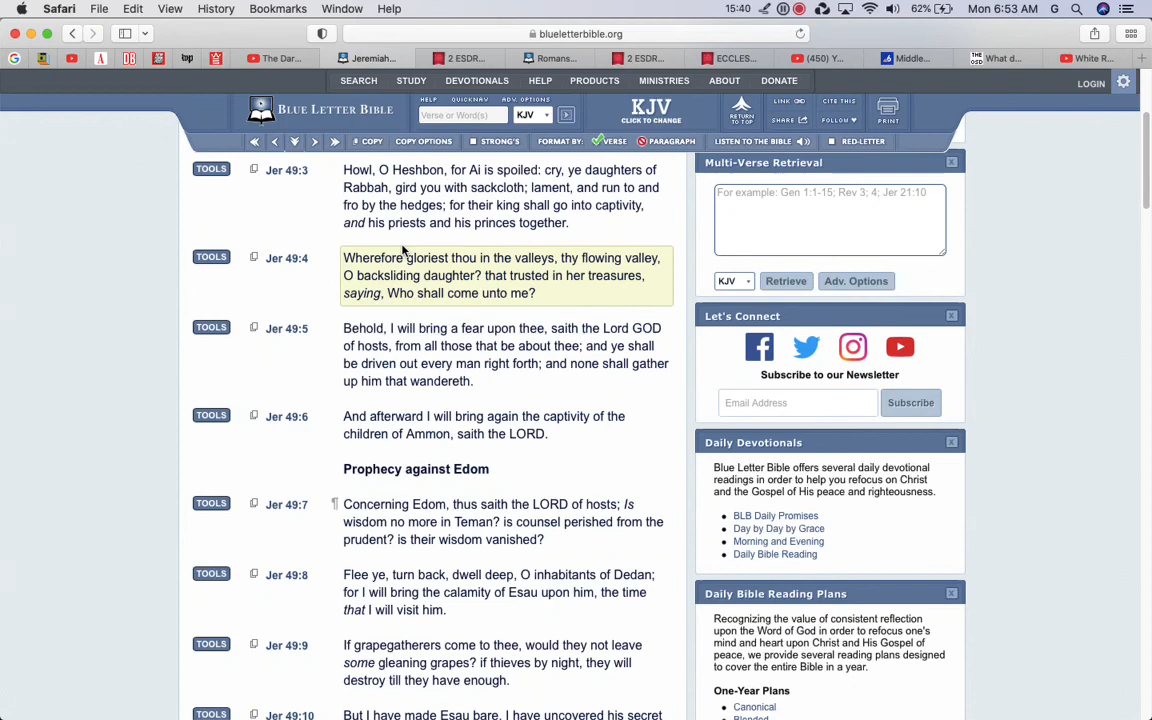 Safari File Edit View History Bookmarks Window Help 15:40 62% Mon 6:53 AM G
blueletterbible.org
The Dar... Jeremiah... 2 ESDR... Romans... 2 ESDR... ECCLES... (450) Y... Middle... What d... White R...
SEARCH STUDY DEVOTIONALS HELP PRODUCTS MINISTRIES ABOUT DONATE LOGIN
BLUE LETTER BIBLE
HELP QUICKNAV ADV. OPTIONS
Verse or Word(s) KJV
KJV
CLICK TO CHANGE
RETURN
TO TOP
LINK CITE THIS
SHARE FOLLOW
PRINT
COPY COPY OPTIONS STRONG'S FORMAT BY: VERSE PARAGRAPH LISTEN TO THE BIBLE RED-LETTER
TOOLS Jer 49:3 Howl, O Heshbon, for Ai is spoiled: cry, ye daughters of
Rabbah, gird you with sackcloth; lament, and run to and
fro by the hedges; for their king shall go into captivity,
and his priests and his princes together.
TOOLS Jer 49:4 Wherefore gloriest thou in the valleys, thy flowing valley,
O backsliding daughter? that trusted in her treasures,
saying, Who shall come unto me?
TOOLS Jer 49:5 Behold, I will bring a fear upon thee, saith the Lord GOD
of hosts, from all those that be about thee; and ye shall
be driven out every man right forth; and none shall gather
up him that wandereth.
TOOLS Jer 49:6 And afterward I will bring again the captivity of the
children of Ammon, saith the LORD.
Prophecy against Edom
TOOLS Jer 49:7 ¶ Concerning Edom, thus saith the LORD of hosts; Is
wisdom no more in Teman? is counsel perished from the
prudent? is their wisdom vanished?
TOOLS Jer 49:8 Flee ye, turn back, dwell deep, O inhabitants of Dedan;
for I will bring the calamity of Esau upon him, the time
that I will visit him.
TOOLS Jer 49:9 If grapegatherers come to thee, would they not leave
some gleaning grapes? if thieves by night, they will
destroy till they have enough.
TOOLS Jer 49:10 But I have made Esau bare, I have uncovered his secret
Multi-Verse Retrieval
For example: Gen 1:1-15; Rev 3; 4; Jer 21:10
KJV Retrieve Adv. Options
Let's Connect
Subscribe to our Newsletter
Email Address Subscribe
Daily Devotionals
Blue Letter Bible offers several daily devotional
readings in order to help you refocus on Christ
and the Gospel of His peace and righteousness.
BLB Daily Promises
Day by Day by Grace
Morning and Evening
Daily Bible Reading
Daily Bible Reading Plans
Recognizing the value of consistent reflection
upon the Word of God in order to refocus one's
mind and heart upon Christ and His Gospel of
peace, we provide several reading plans designed
to cover the entire Bible in a year.
One-Year Plans
Canonical